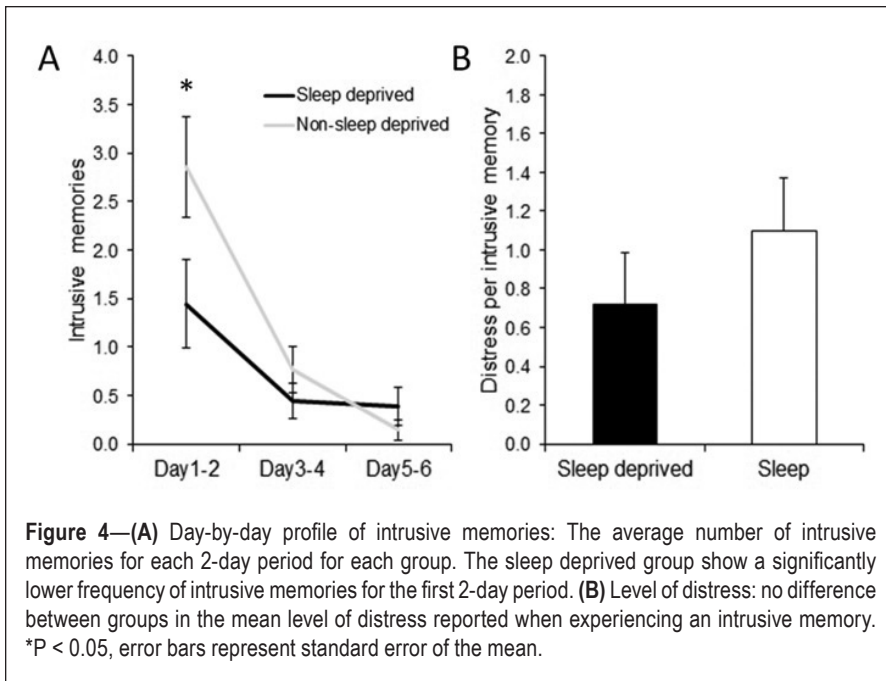 A
4.0
3.5
3.0
2.5
2.0
1.5
1.0
0.5
0.0
Intrusive memories
*
Sleep deprived
Non-sleep deprived
Day1-2 Day3-4 Day5-6
B
2.0
1.8
1.6
1.4
1.2
1.0
0.8
0.6
0.4
0.2
0.0
Distress per intrusive memory
Sleep deprived Sleep
Figure 4—(A) Day-by-day profile of intrusive memories: The average number of intrusive
memories for each 2-day period for each group. The sleep deprived group show a significantly
lower frequency of intrusive memories for the first 2-day period. (B) Level of distress: no difference
between groups in the mean level of distress reported when experiencing an intrusive memory.
*P < 0.05, error bars represent standard error of the mean.